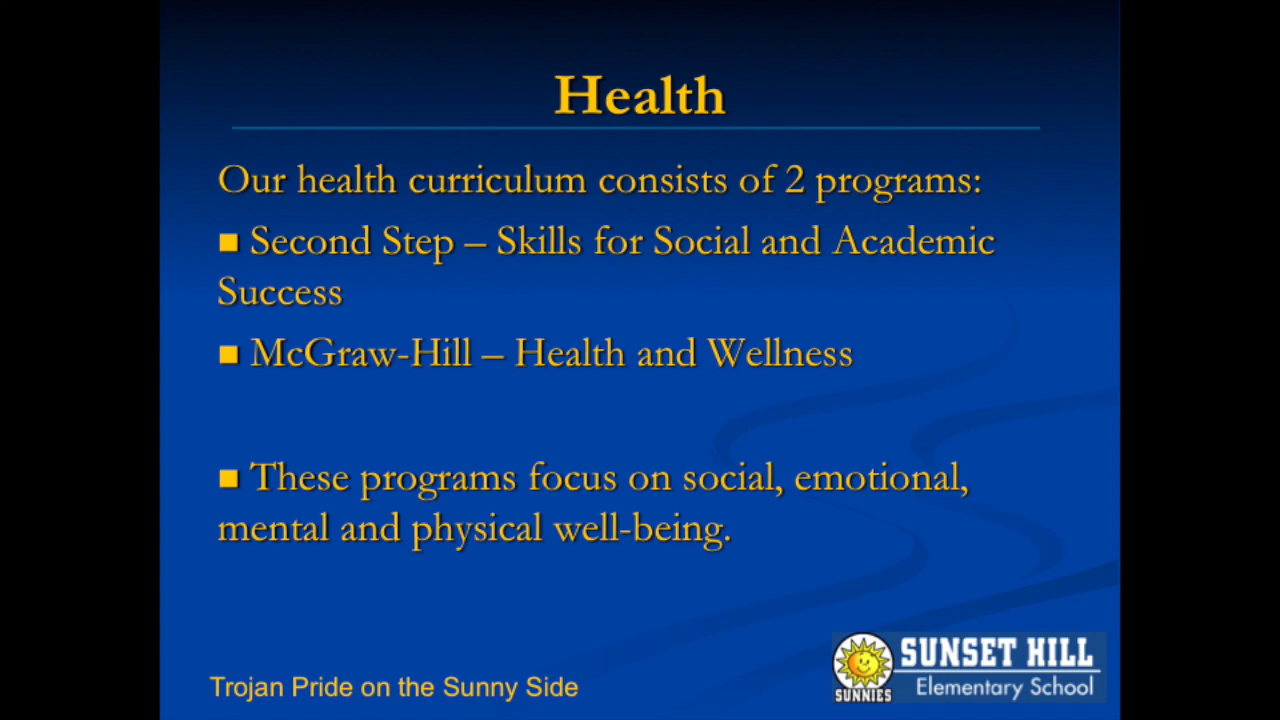 Health
Our health curriculum consists of 2 programs:
■ Second Step – Skills for Social and Academic
Success
■ McGraw-Hill – Health and Wellness
■ These programs focus on social, emotional,
mental and physical well-being.
Trojan Pride on the Sunny Side
SUNNIES
SUNSET HILL
Elementary School